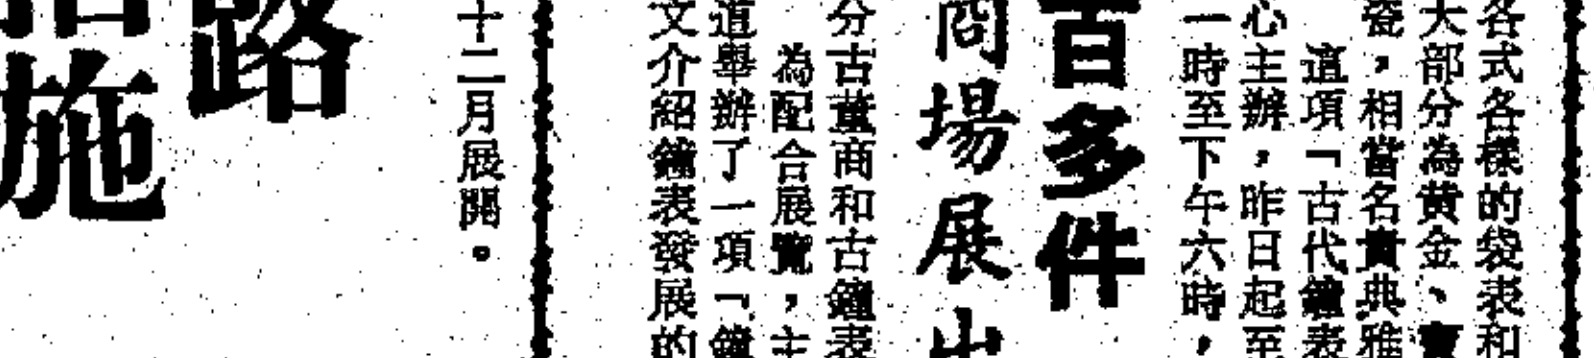 各式各樣的袋表和
大部分為黃金、
瓷，相當名貴典雅
這項「古代鐘表
心主辦，昨日起至
一時至下午六時，
百多件
商場展出
分古董商和古鐘表
為配合展覽，主
道舉辦了一項「鐘
文介紹鐘表發展的
十二月展開。
路
施